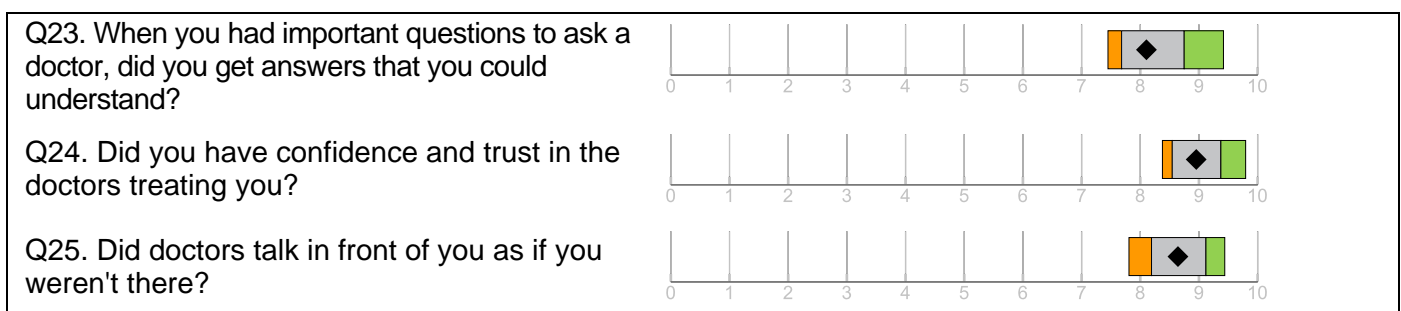 Q23. When you had important questions to ask a
doctor, did you get answers that you could
understand?
0 1 2 3 4 5 6 7 8 9 10
Q24. Did you have confidence and trust in the
doctors treating you?
0 1 2 3 4 5 6 7 8 9 10
Q25. Did doctors talk in front of you as if you
weren't there?
0 1 2 3 4 5 6 7 8 9 10